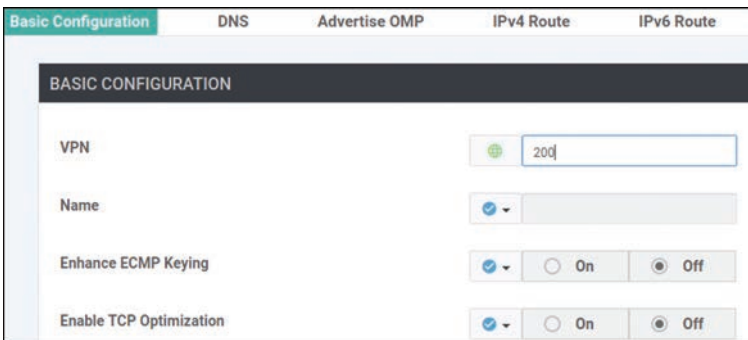 Basic Configuration DNS Advertise OMP IPv4 Route IPv6 Route
BASIC CONFIGURATION
VPN 200
Name
Enhance ECMP Keying On Off
Enable TCP Optimization On Off